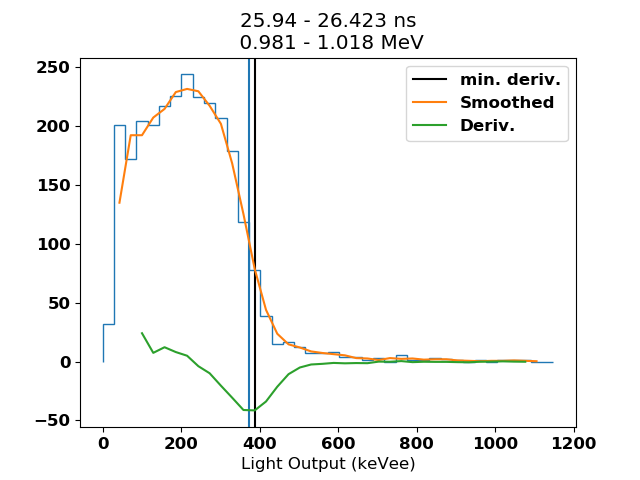 25.94 - 26.423 ns
0.981 - 1.018 MeV
min. deriv.
Smoothed
Deriv.
250
200
150
100
50
0
−50
0 200 400 600 800 1000 1200
Light Output (keVee)